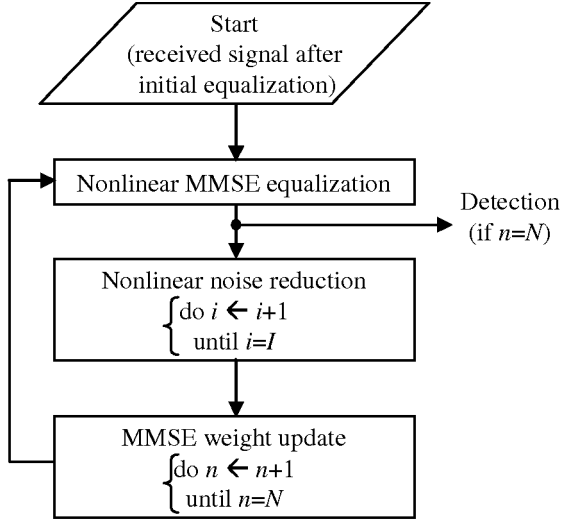 Start
(received signal after
initial equalization)
Nonlinear MMSE equalization
Detection
(if n=N)
Nonlinear noise reduction
do i ← i+1
until i=I
MMSE weight update
do n ← n+1
until n=N